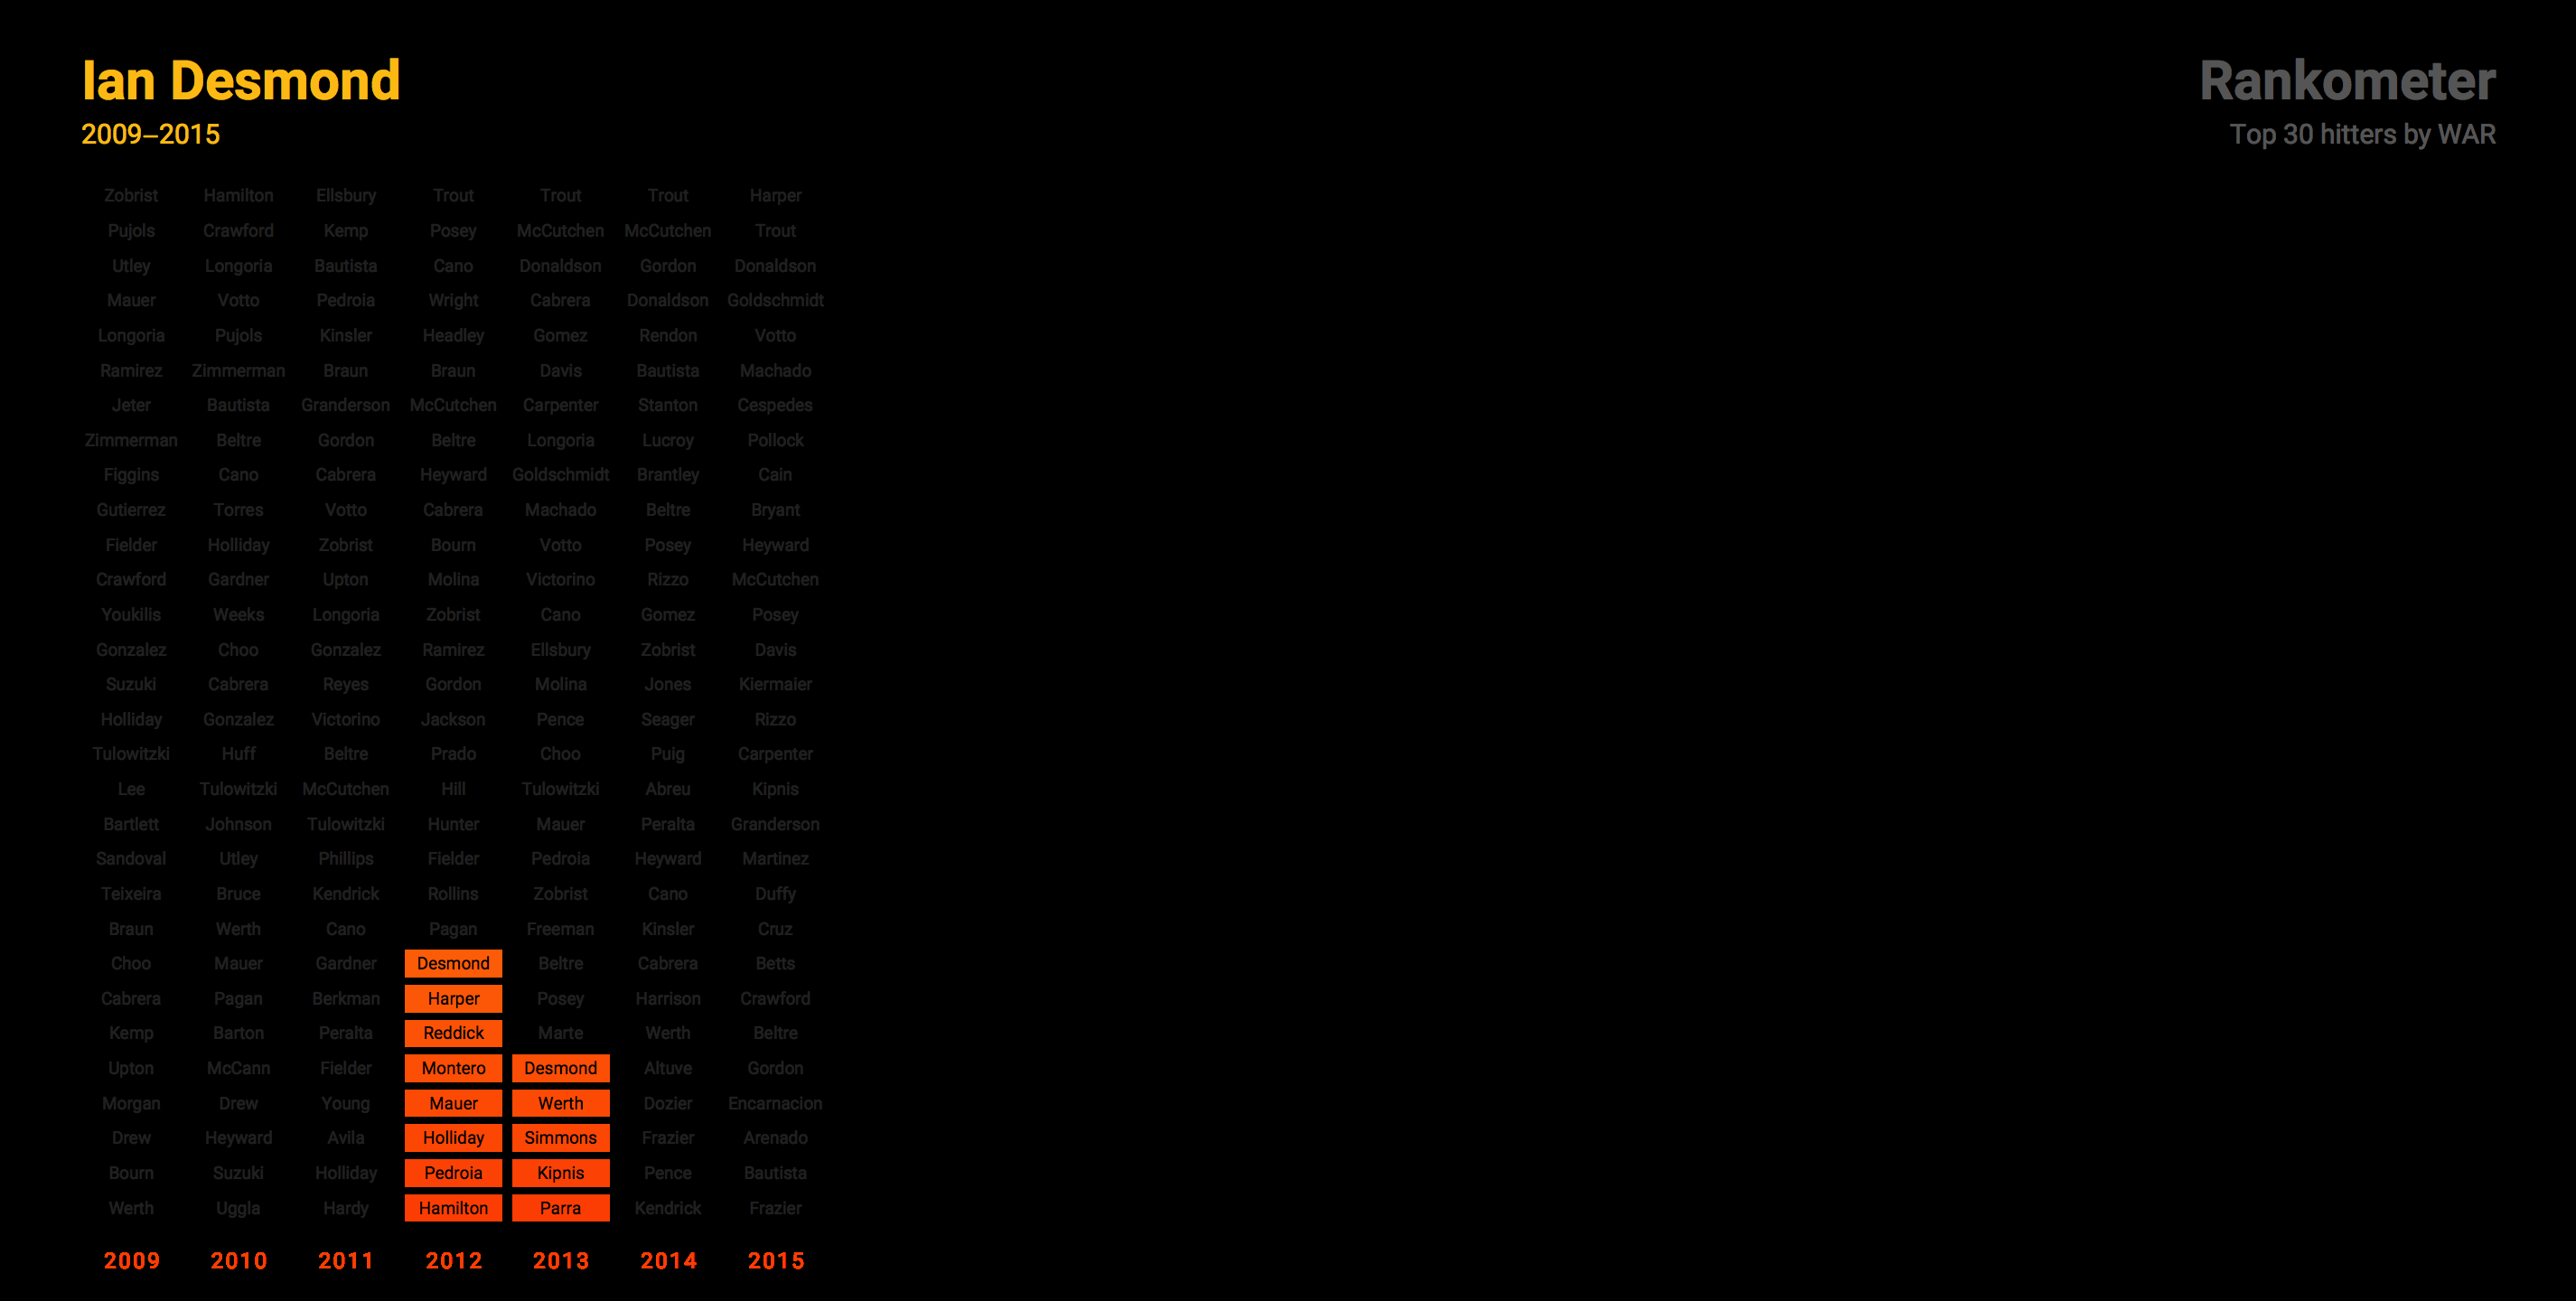 Ian Desmond
2009–2015
Rankometer
Top 30 hitters by WAR
Zobrist Hamilton Ellsbury Trout Trout Trout Harper
Pujols Crawford Kemp Posey McCutchen McCutchen Trout
Utley Longoria Bautista Cano Donaldson Gordon Donaldson
Mauer Votto Pedroia Wright Cabrera Donaldson Goldschmidt
Longoria Pujols Kinsler Headley Gomez Rendon Votto
Ramirez Zimmerman Braun Braun Davis Bautista Machado
Jeter Bautista Granderson McCutchen Carpenter Stanton Cespedes
Zimmerman Beltre Gordon Beltre Longoria Lucroy Pollock
Figgins Cano Cabrera Heyward Goldschmidt Brantley Cain
Gutierrez Torres Votto Cabrera Machado Beltre Bryant
Fielder Holliday Zobrist Bourn Votto Posey Heyward
Crawford Gardner Upton Molina Victorino Rizzo McCutchen
Youkilis Weeks Longoria Zobrist Cano Gomez Posey
Gonzalez Choo Gonzalez Ramirez Ellsbury Zobrist Davis
Suzuki Cabrera Reyes Gordon Molina Jones Kiermaier
Holliday Gonzalez Victorino Jackson Pence Seager Rizzo
Tulowitzki Huff Beltre Prado Choo Puig Carpenter
Lee Tulowitzki McCutchen Hill Tulowitzki Abreu Kipnis
Bartlett Johnson Tulowitzki Hunter Mauer Peralta Granderson
Sandoval Utley Phillips Fielder Pedroia Heyward Martinez
Teixeira Bruce Kendrick Rollins Zobrist Cano Duffy
Braun Werth Cano Pagan Freeman Kinsler Cruz
Choo Mauer Gardner Desmond Beltre Cabrera Betts
Cabrera Pagan Berkman Harper Posey Harrison Crawford
Kemp Barton Peralta Reddick Marte Werth Beltre
Upton McCann Fielder Montero Desmond Altuve Gordon
Morgan Drew Young Mauer Werth Dozier Encarnacion
Drew Heyward Avila Holliday Simmons Frazier Arenado
Bourn Suzuki Holliday Pedroia Kipnis Pence Bautista
Werth Uggla Hardy Hamilton Parra Kendrick Frazier
2009 2010 2011 2012 2013 2014 2015